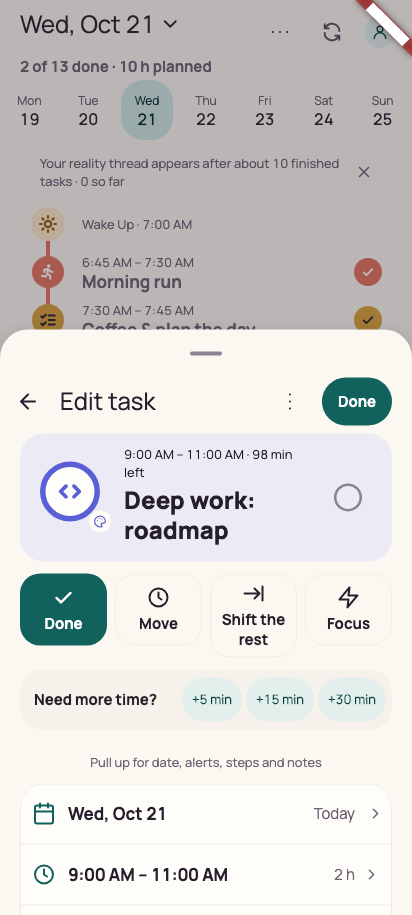 Wed, Oct 21
2 of 13 done · 10 h planned
Mon Tue Wed Thu Fri Sat Sun
19 20 21 22 23 24 25
Your reality thread appears after about 10 finished
tasks · 0 so far
Wake Up · 7:00 AM
6:45 AM – 7:30 AM
Morning run
7:30 AM – 7:45 AM
Coffee & plan the day
Edit task
Done
9:00 AM – 11:00 AM · 98 min
left
Deep work:
roadmap
Done
Move
Shift the
rest
Focus
Need more time? +5 min +15 min +30 min
Pull up for date, alerts, steps and notes
Wed, Oct 21 Today
9:00 AM – 11:00 AM 2 h